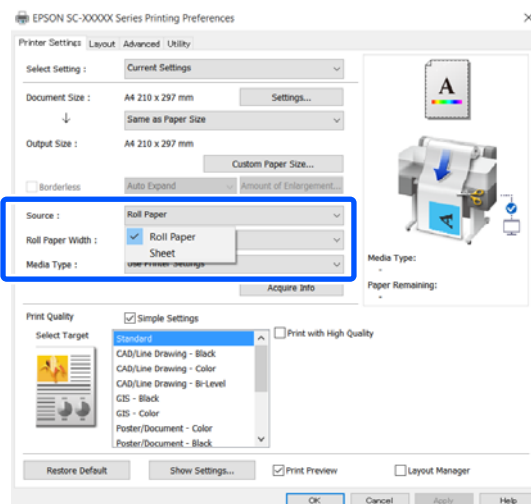 EPSON SC-XXXXX Series Printing Preferences
Printer Settings Layout Advanced Utility
Select Setting : Current Settings
Document Size : A4 210 x 297 mm Settings...
Same as Paper Size
Output Size : A4 210 x 297 mm
Custom Paper Size...
Borderless Auto Expand Amount of Enlargement...
Source : Roll Paper
Roll Paper Width : Roll Paper
Sheet
Media Type : Use Printer Settings
Acquire Info
A
A
Media Type:
-
Paper Remaining:
-
Print Quality Simple Settings
Select Target Standard Print with High Quality
CAD/Line Drawing - Black
CAD/Line Drawing - Color
CAD/Line Drawing - Bi-Level
GIS - Black
GIS - Color
Poster/Document - Color
Poster/Document - Black
Restore Default Show Settings... Print Preview Layout Manager
OK Cancel Apply Help